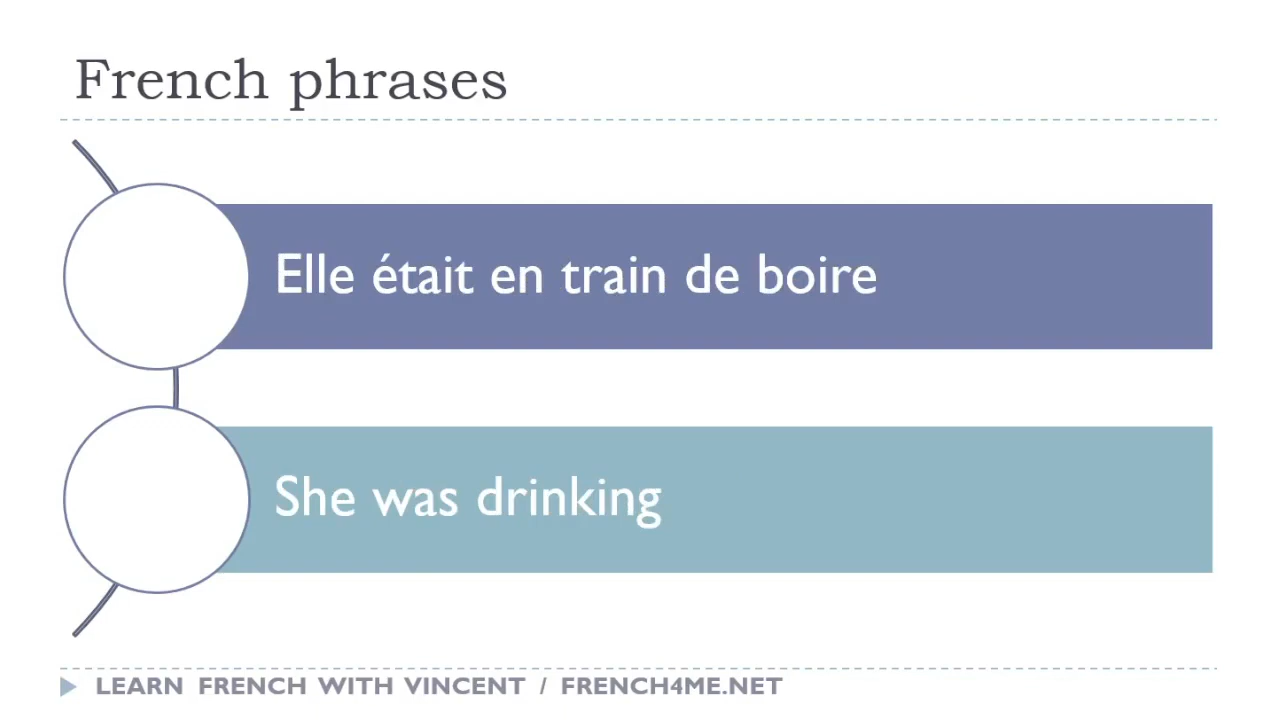 French phrases
Elle était en train de boire
She was drinking
LEARN FRENCH WITH VINCENT / FRENCH4ME.NET